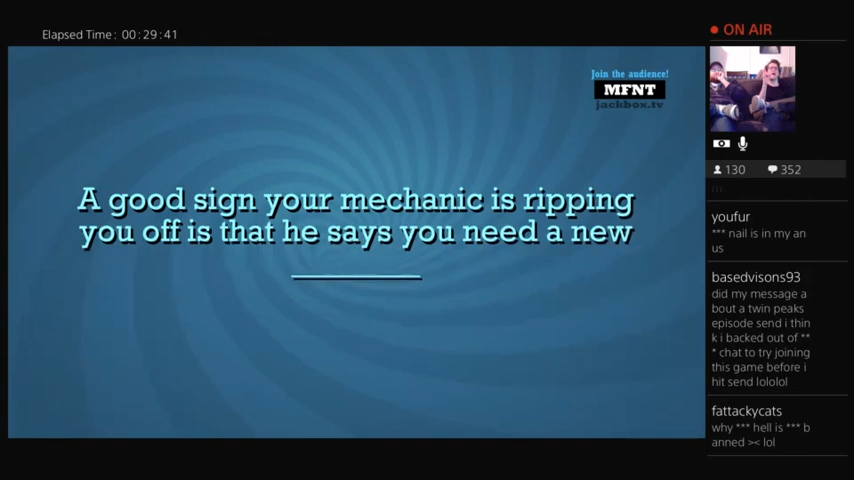 Elapsed Time: 00:29:41
ON AIR
Join the audience!
MFNT
jackbox.tv
A good sign your mechanic is ripping
you off is that he says you need a new
130 352
youfur
*** nail is in my an
us
basedvisons93
did my message a
bout a twin peaks
episode send i thin
k i backed out of **
* chat to try joining
this game before i
hit send lololol
fattackycats
why *** hell is *** b
anned >< lol